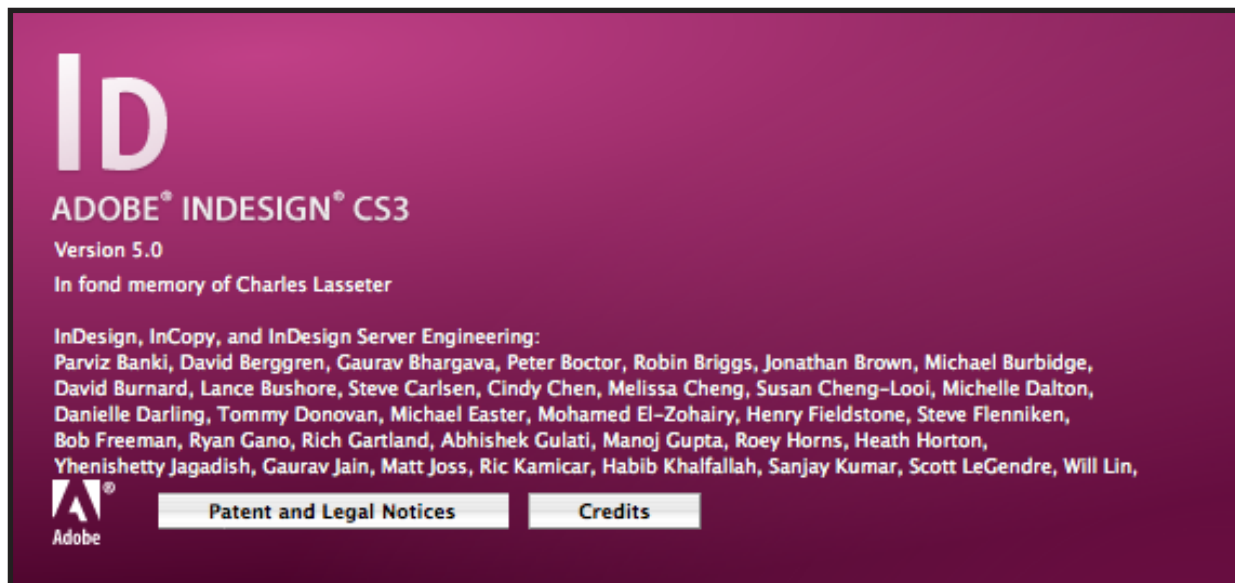 ID
ADOBE® INDESIGN® CS3
Version 5.0
In fond memory of Charles Lasseter
InDesign, InCopy, and InDesign Server Engineering:
Parviz Banki, David Berggren, Gaurav Bhargava, Peter Boctor, Robin Briggs, Jonathan Brown, Michael Burbidge,
David Burnard, Lance Bushore, Steve Carlsen, Cindy Chen, Melissa Cheng, Susan Cheng-Looi, Michelle Dalton,
Danielle Darling, Tommy Donovan, Michael Easter, Mohamed El-Zohairy, Henry Fieldstone, Steve Flenniken,
Bob Freeman, Ryan Gano, Rich Gartland, Abhishek Gulati, Manoj Gupta, Roey Horns, Heath Horton,
Yhenishetty Jagadish, Gaurav Jain, Matt Joss, Ric Kamicar, Habib Khalfallah, Sanjay Kumar, Scott LeGendre, Will Lin,
®
Patent and Legal Notices
Credits
Adobe